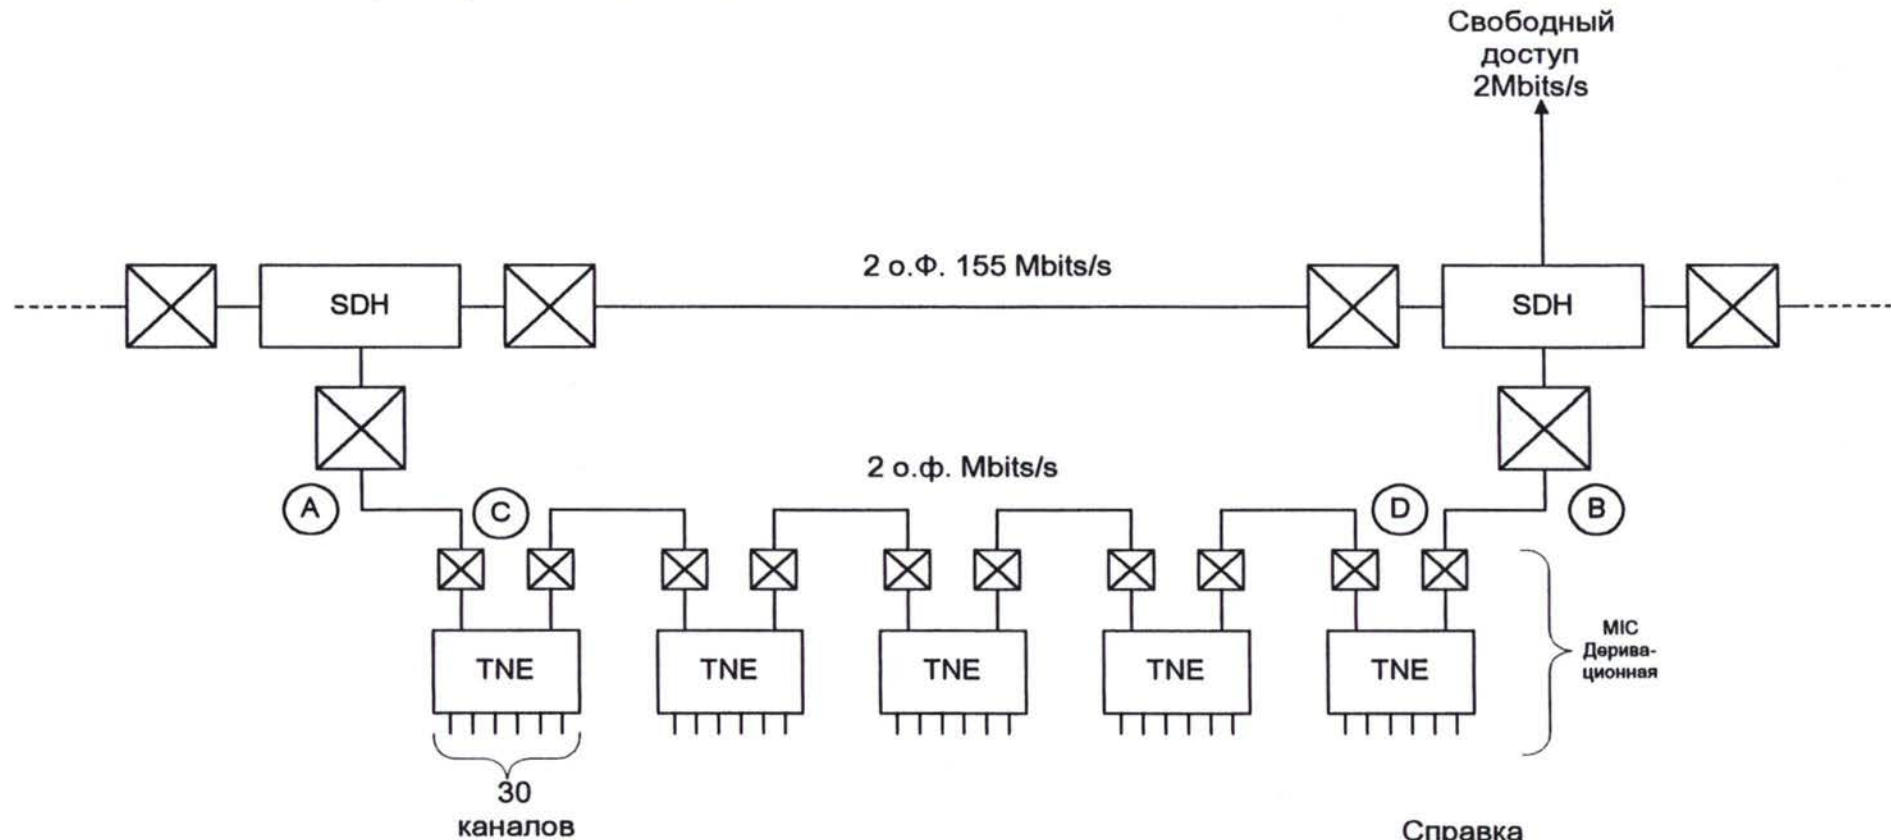 Свободный
доступ
2Mbits/s
2 о.Ф. 155 Mbits/s
SDH
SDH
2 о.ф. Mbits/s
A
C
D
B
TNE
TNE
TNE
TNE
TNE
MIC
Дерива-
ционная
30
каналов
Справка